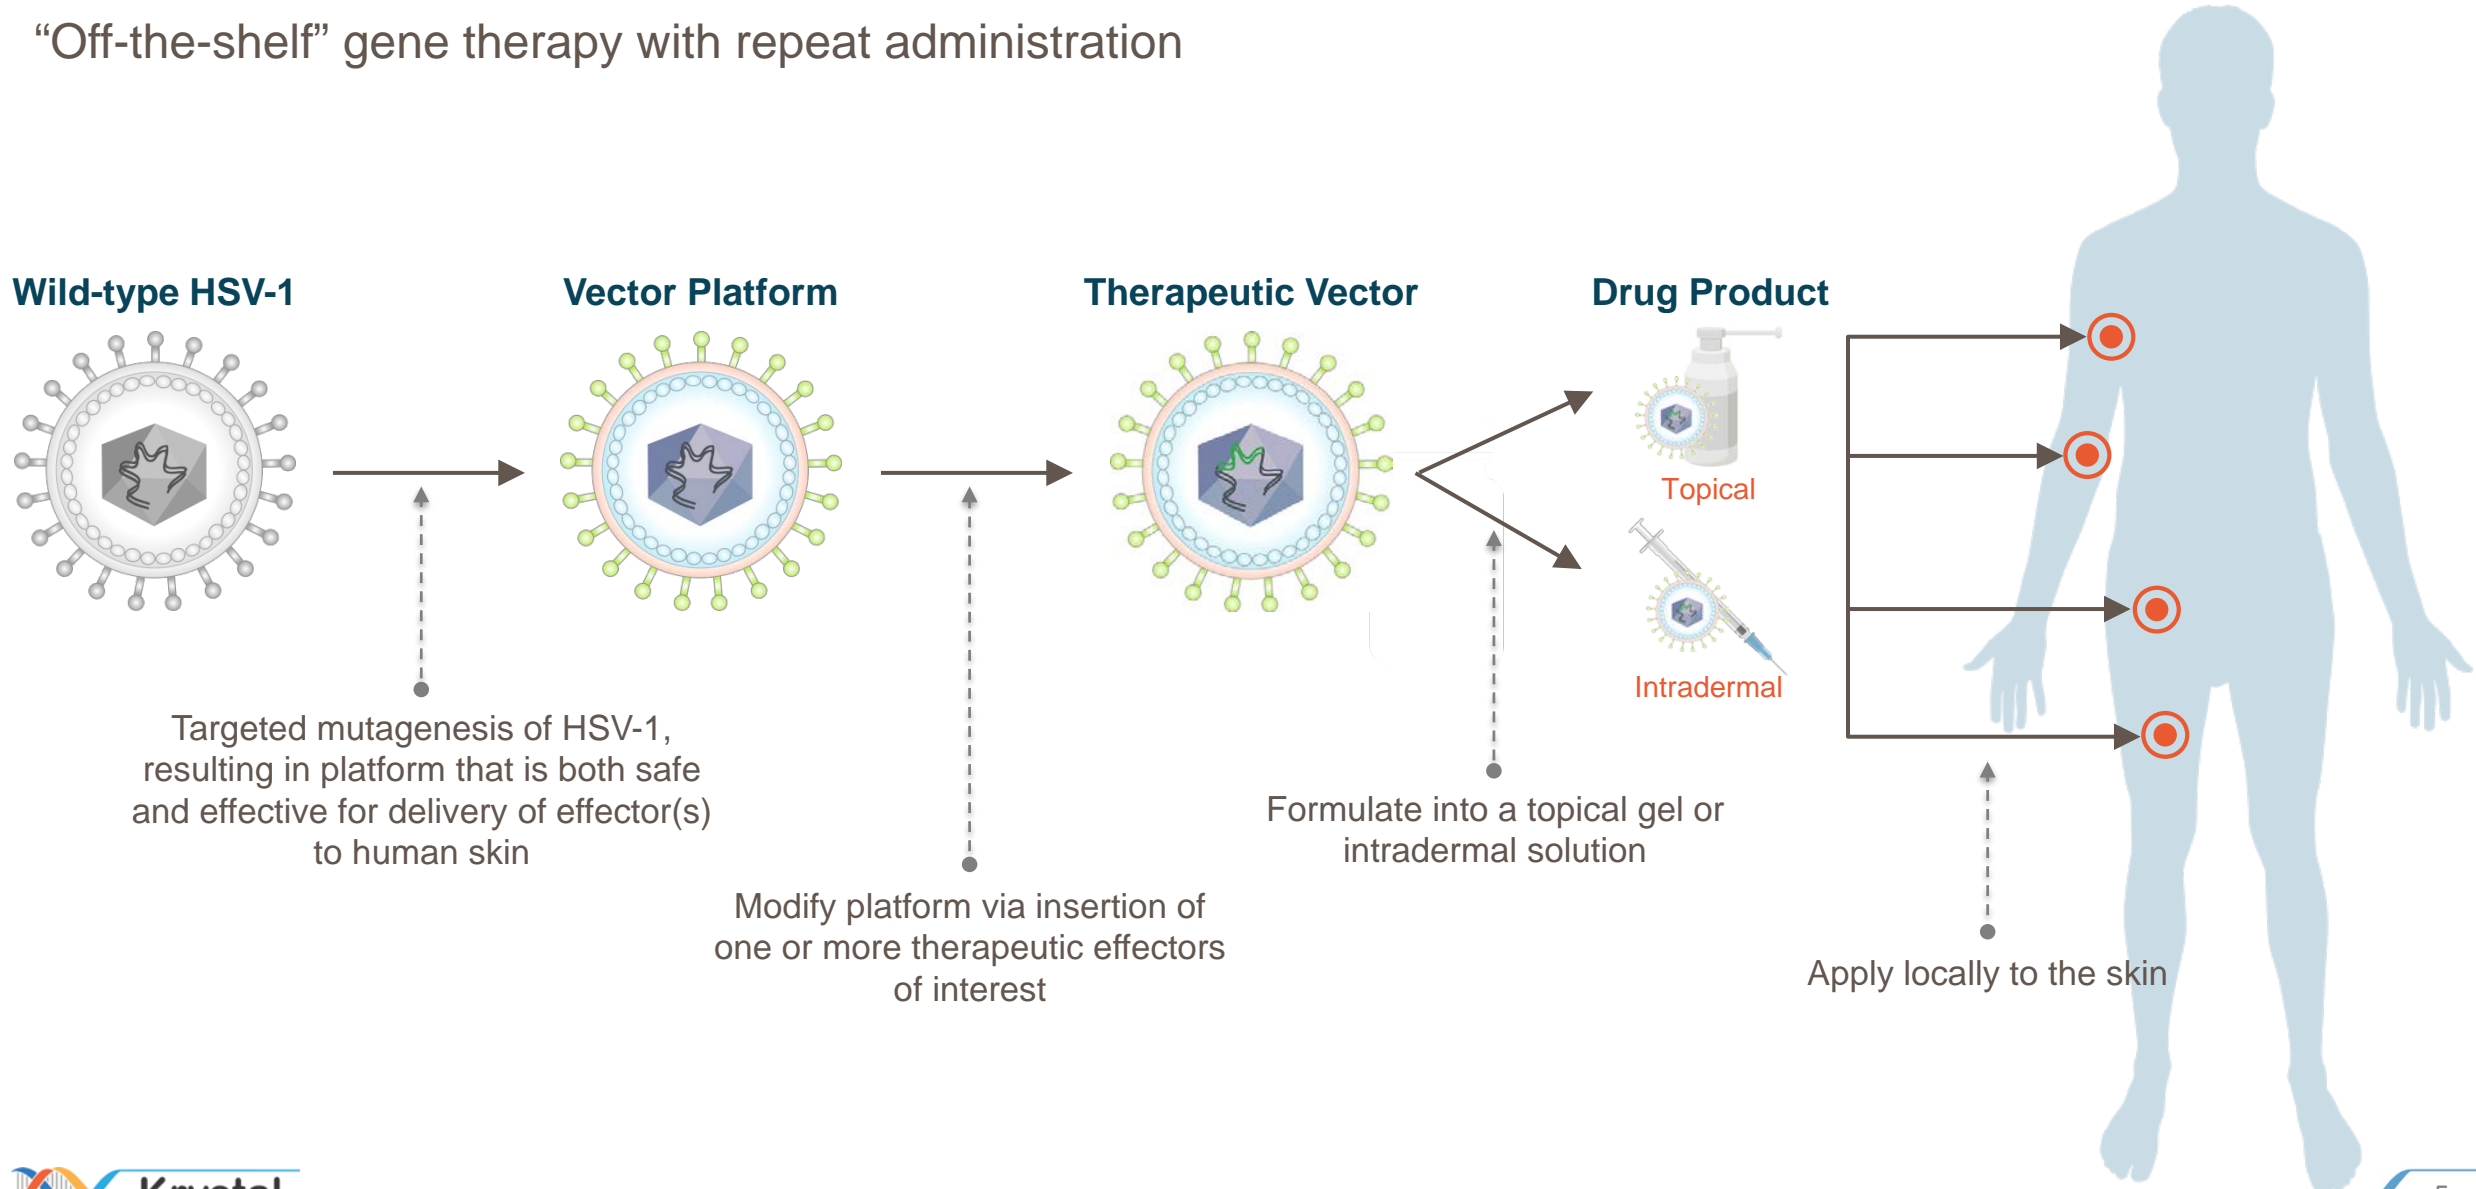 “Off-the-shelf” gene therapy with repeat administration
Wild-type HSV-1
Vector Platform
Therapeutic Vector
Drug Product
Topical
Intradermal
Targeted mutagenesis of HSV-1,
resulting in platform that is both safe
and effective for delivery of effector(s)
to human skin
Modify platform via insertion of
one or more therapeutic effectors
of interest
Formulate into a topical gel or
intradermal solution
Apply locally to the skin
Krystal